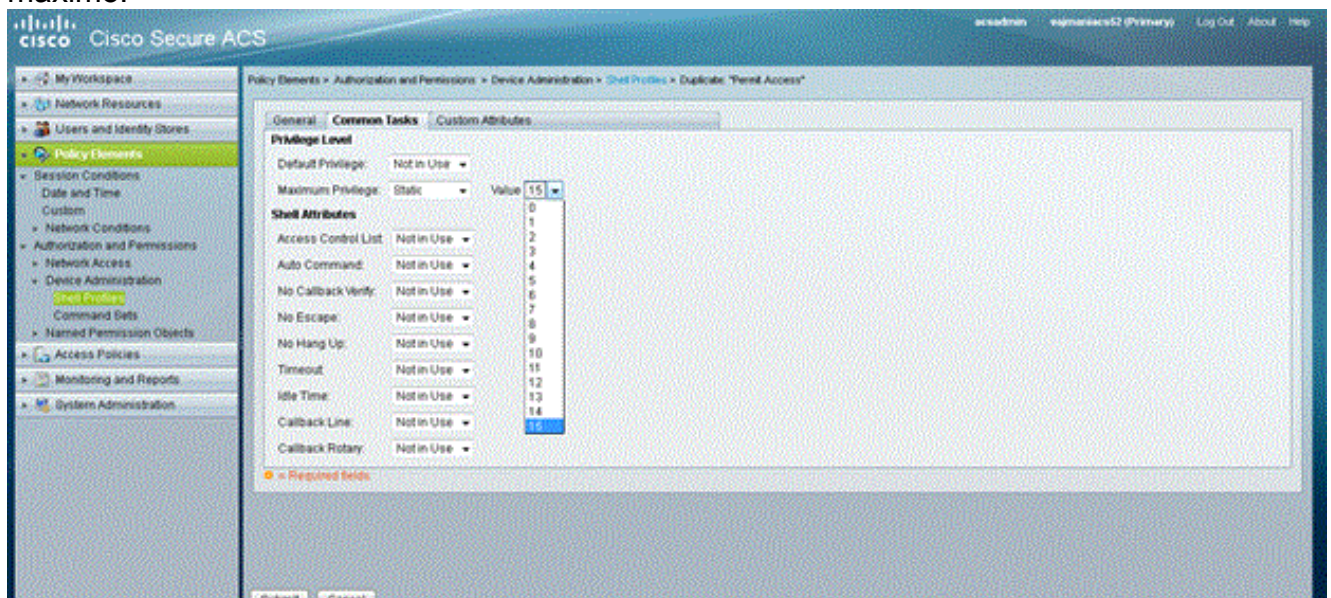 máximo.
CISCO Cisco Secure ACS
acsadmin (Primary) Log Out About Help
My Workspace
Network Resources
Users and Identity Stores
Policy Elements
Session Conditions
Date and Time
Custom
Network Conditions
Authorization and Permissions
Network Access
Device Administration
Shell Profiles
Command Sets
Named Permission Objects
Access Policies
Monitoring and Reports
System Administration
Policy Elements > Authorization and Permissions > Device Administration > Shell Profiles > Duplicate: "Permit Access"
General Common Tasks Custom Attributes
Privilege Level
Default Privilege: Not in Use
Maximum Privilege: Static Value 15
0
1
2
3
4
5
6
7
8
9
10
11
12
13
14
15
Shell Attributes
Access Control List: Not in Use
Auto Command: Not in Use
No Callback Verify: Not in Use
No Escape: Not in Use
No Hang Up: Not in Use
Timeout: Not in Use
Idle Time: Not in Use
Callback Line: Not in Use
Callback Rotary: Not in Use
= Required fields
Submit Cancel